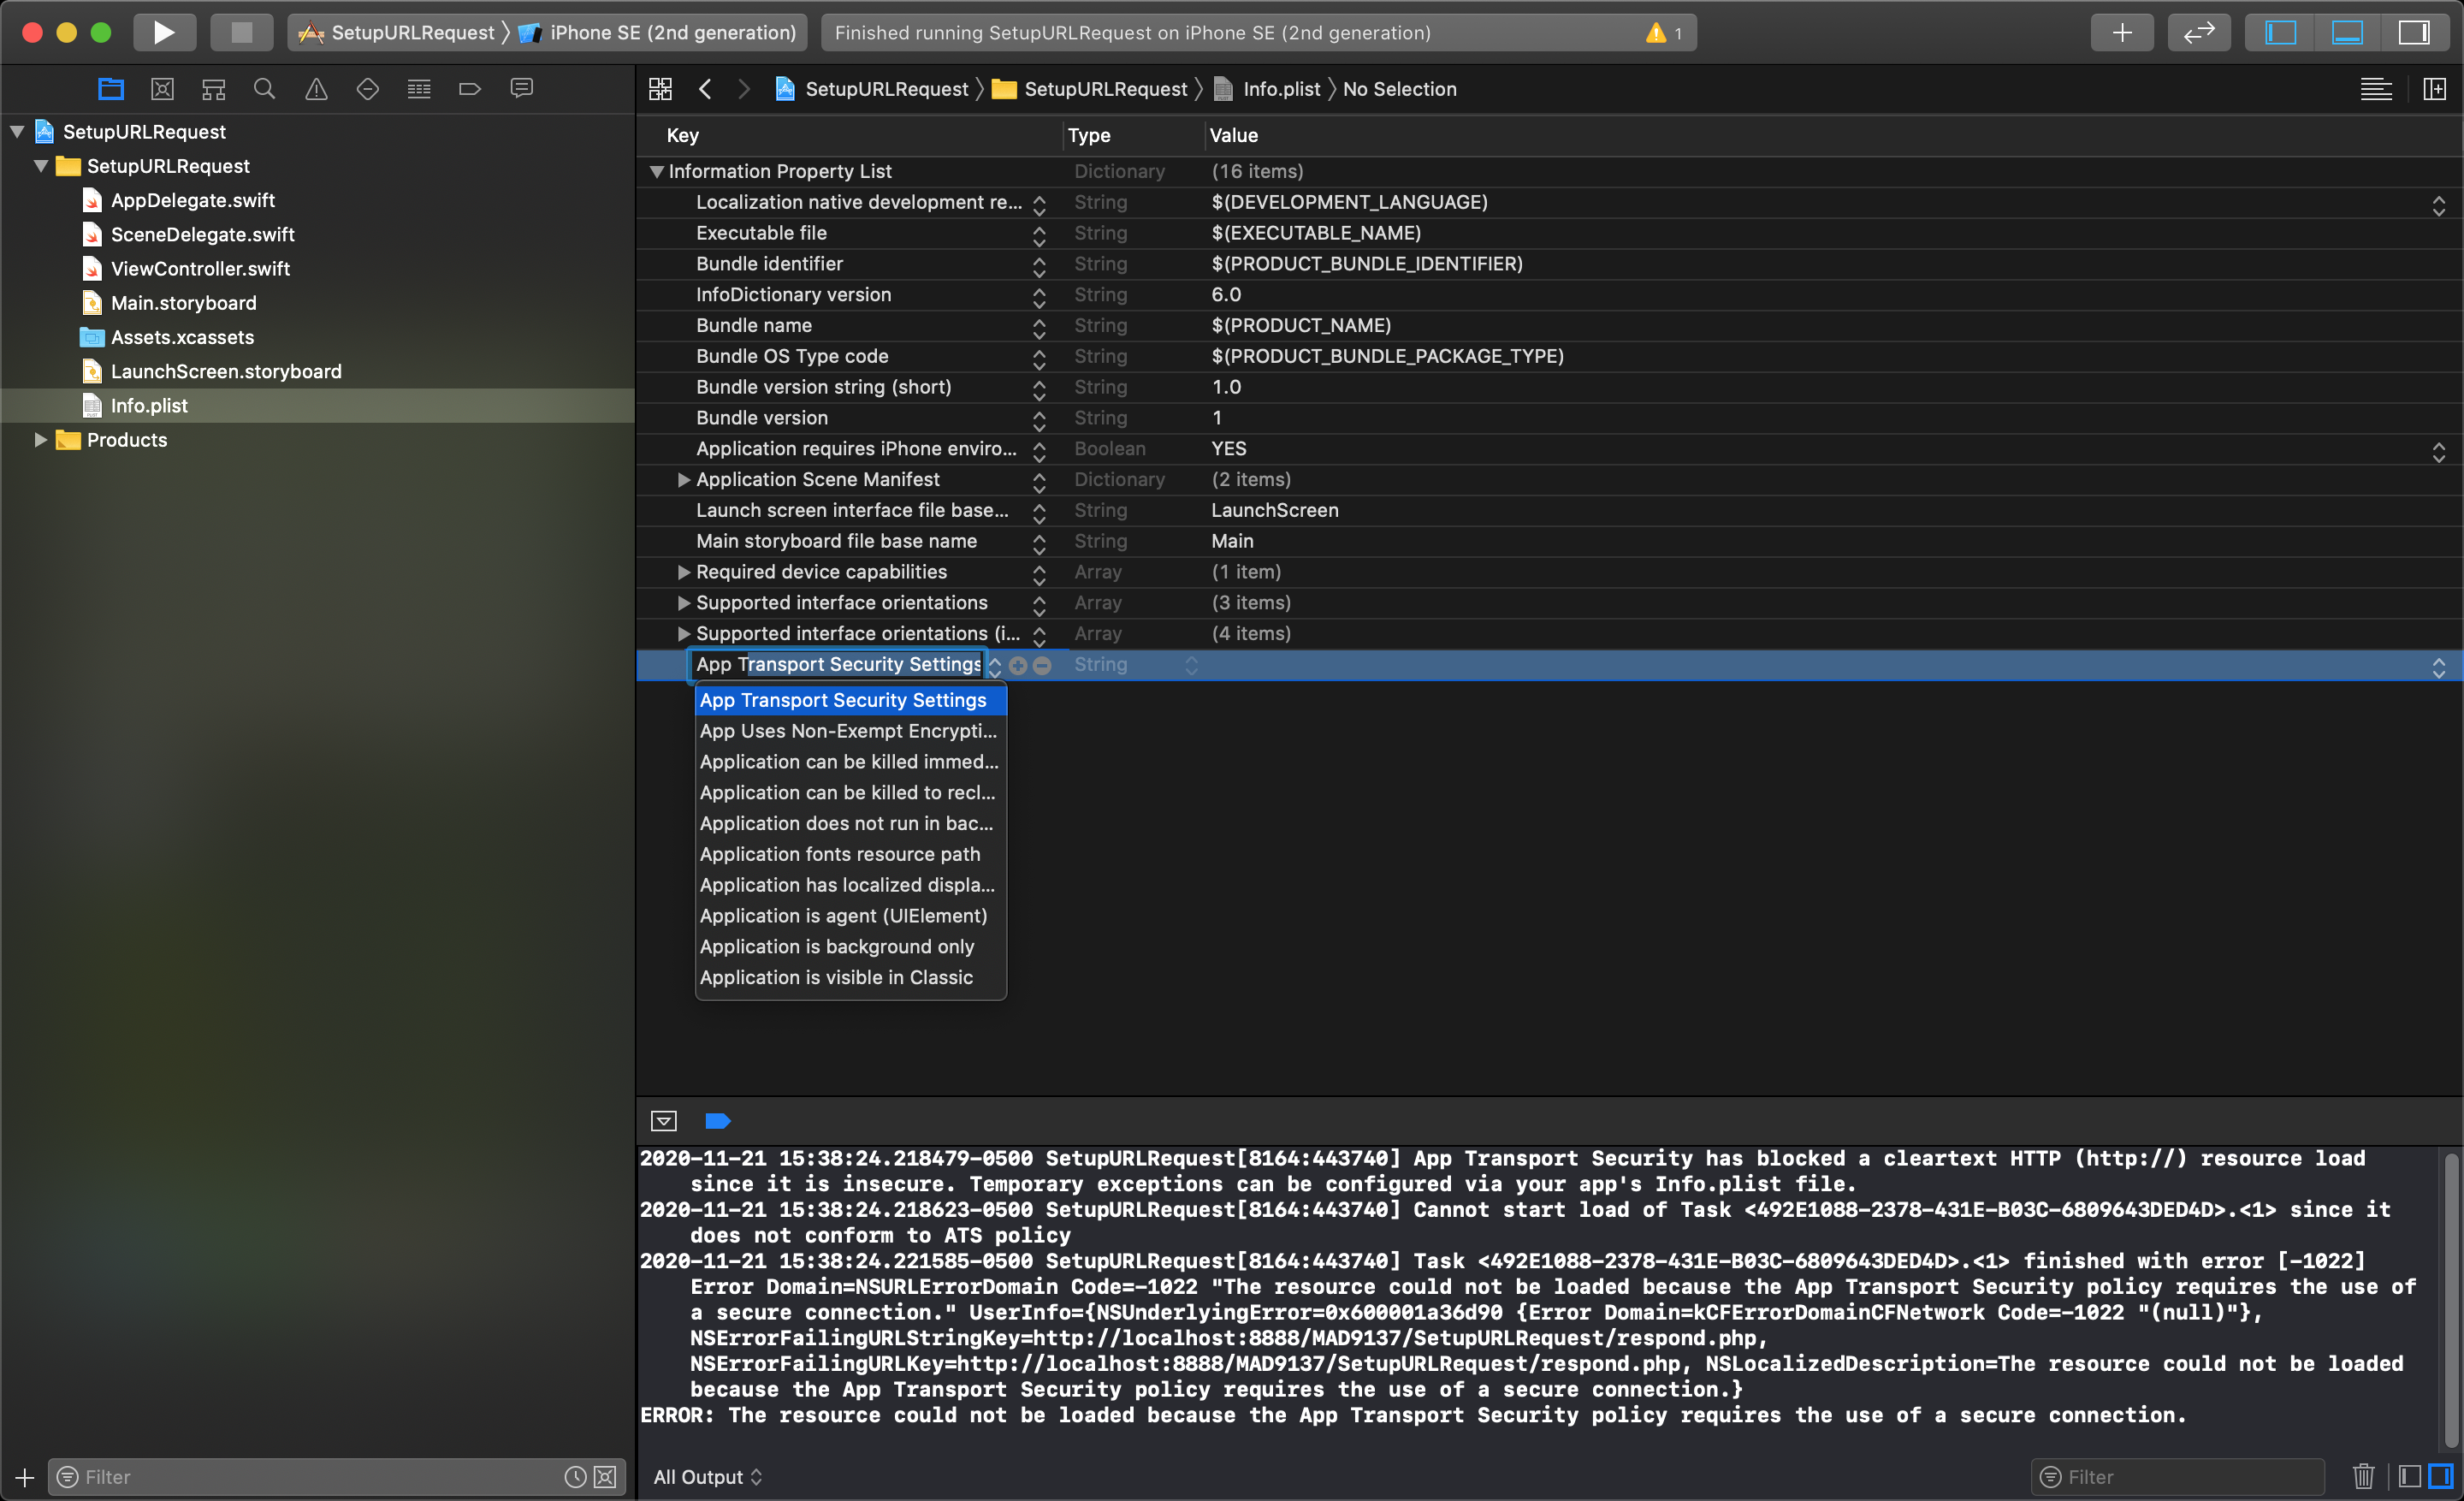 SetupURLRequest 〉 iPhone SE (2nd generation)
Finished running SetupURLRequest on iPhone SE (2nd generation)
1
SetupURLRequest 〉 SetupURLRequest 〉 Info.plist 〉 No Selection
SetupURLRequest
SetupURLRequest
AppDelegate.swift
SceneDelegate.swift
ViewController.swift
Main.storyboard
Assets.xcassets
LaunchScreen.storyboard
Info.plist
Products
Key Type Value
Information Property List Dictionary (16 items)
Localization native development re... String $(DEVELOPMENT_LANGUAGE)
Executable file String $(EXECUTABLE_NAME)
Bundle identifier String $(PRODUCT_BUNDLE_IDENTIFIER)
InfoDictionary version String 6.0
Bundle name String $(PRODUCT_NAME)
Bundle OS Type code String $(PRODUCT_BUNDLE_PACKAGE_TYPE)
Bundle version string (short) String 1.0
Bundle version String 1
Application requires iPhone enviro... Boolean YES
Application Scene Manifest Dictionary (2 items)
Launch screen interface file base... String LaunchScreen
Main storyboard file base name String Main
Required device capabilities Array (1 item)
Supported interface orientations Array (3 items)
Supported interface orientations (i... Array (4 items)
App Transport Security Settings String
App Transport Security Settings
App Uses Non-Exempt Encrypti...
Application can be killed immed...
Application can be killed to recl...
Application does not run in bac...
Application fonts resource path
Application has localized displa...
Application is agent (UIElement)
Application is background only
Application is visible in Classic
2020-11-21 15:38:24.218479-0500 SetupURLRequest[8164:443740] App Transport Security has blocked a cleartext HTTP (http://) resource load
since it is insecure. Temporary exceptions can be configured via your app's Info.plist file.
2020-11-21 15:38:24.218623-0500 SetupURLRequest[8164:443740] Cannot start load of Task <492E1088-2378-431E-B03C-6809643DED4D>.<1> since it
does not conform to ATS policy
2020-11-21 15:38:24.221585-0500 SetupURLRequest[8164:443740] Task <492E1088-2378-431E-B03C-6809643DED4D>.<1> finished with error [-1022]
Error Domain=NSURLErrorDomain Code=-1022 "The resource could not be loaded because the App Transport Security policy requires the use of
a secure connection." UserInfo={NSUnderlyingError=0x600001a36d90 {Error Domain=kCFErrorDomainCFNetwork Code=-1022 "(null)"},
NSErrorFailingURLStringKey=http://localhost:8888/MAD9137/SetupURLRequest/respond.php,
NSErrorFailingURLKey=http://localhost:8888/MAD9137/SetupURLRequest/respond.php, NSLocalizedDescription=The resource could not be loaded
because the App Transport Security policy requires the use of a secure connection.}
ERROR: The resource could not be loaded because the App Transport Security policy requires the use of a secure connection.
Filter
All Output
Filter